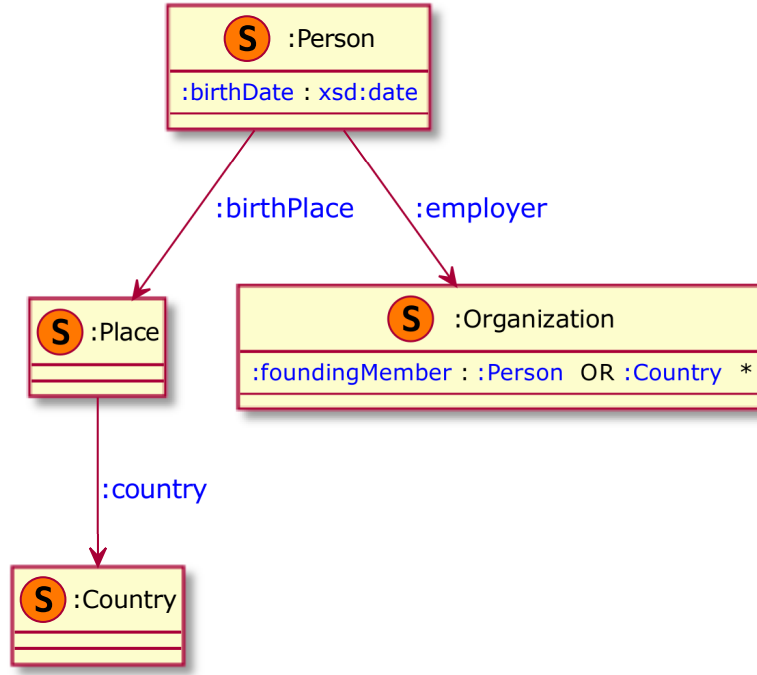 S :Person
:birthDate : xsd:date
:birthPlace :employer
S :Place
S :Organization
:foundingMember : :Person OR :Country *
:country
S :Country